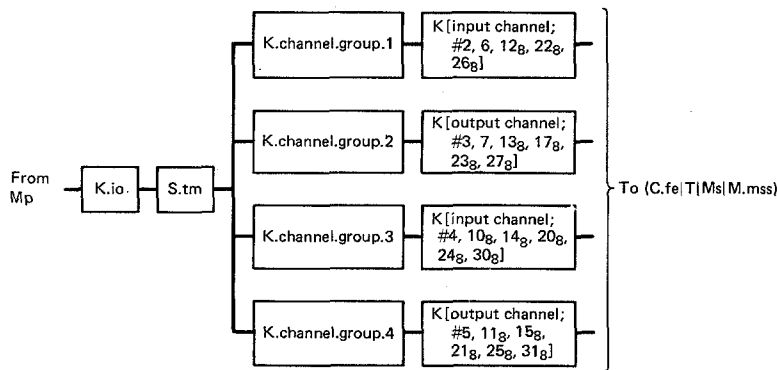 From
Mp
K.io.
S.tm
K.channel.group.1
K[input channel;
#2, 6, 12₈, 22₈,
26₈]
K.channel.group.2
K[output channel;
#3, 7, 13₈, 17₈,
23₈, 27₈]
K.channel.group.3
K[input channel;
#4, 10₈, 14₈, 20₈,
24₈, 30₈]
K.channel.group.4
K[output channel;
#5, 11₈, 15₈,
21₈, 25₈, 31₈]
To (C.fe|T|Ms|M.mss)